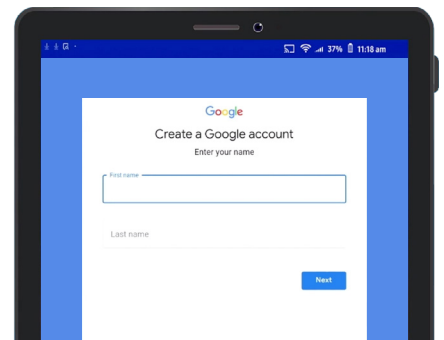 37% 11:18 am
Google
Create a Google account
Enter your name
First name
Last name
Next